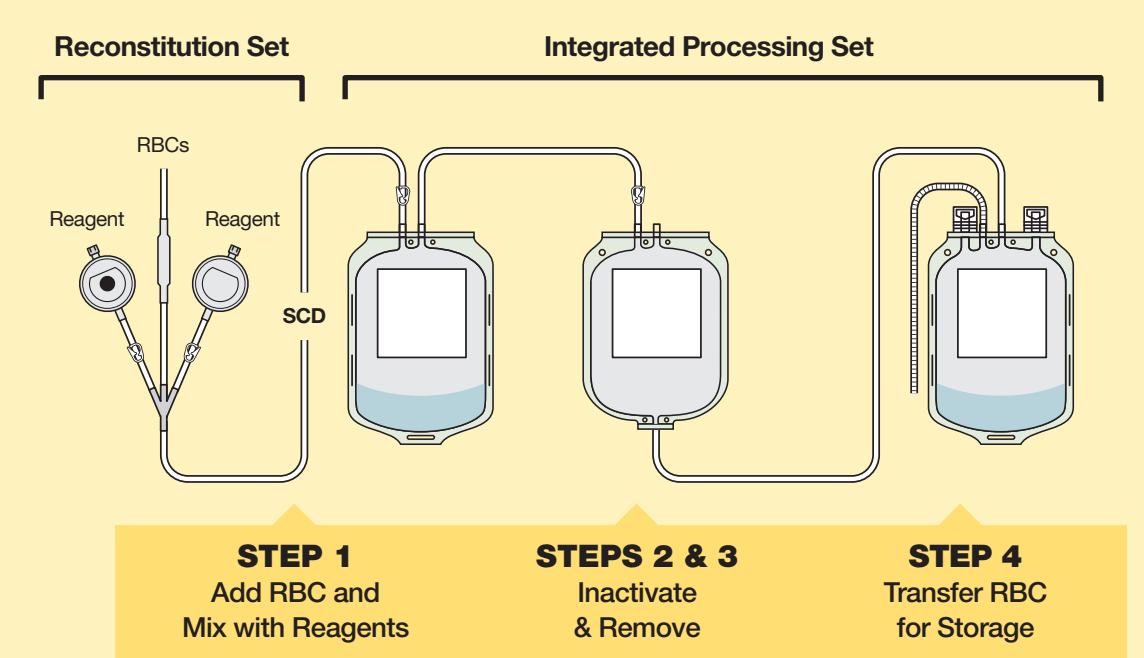 Reconstitution Set
Integrated Processing Set
RBCs
Reagent
Reagent
SCD
STEP 1
Add RBC and
Mix with Reagents
STEPS 2 & 3
Inactivate
& Remove
STEP 4
Transfer RBC
for Storage